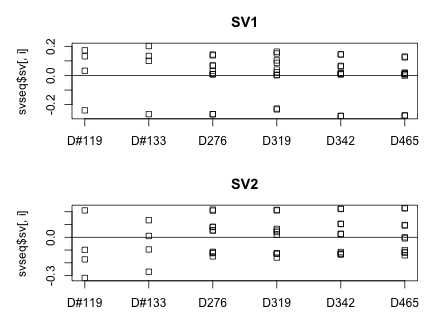 SV1
svseq$sv[, i]
0.2
0.0
-0.2
D#119 D#133 D276 D319 D342 D465
SV2
svseq$sv[, i]
0.0
-0.3
D#119 D#133 D276 D319 D342 D465